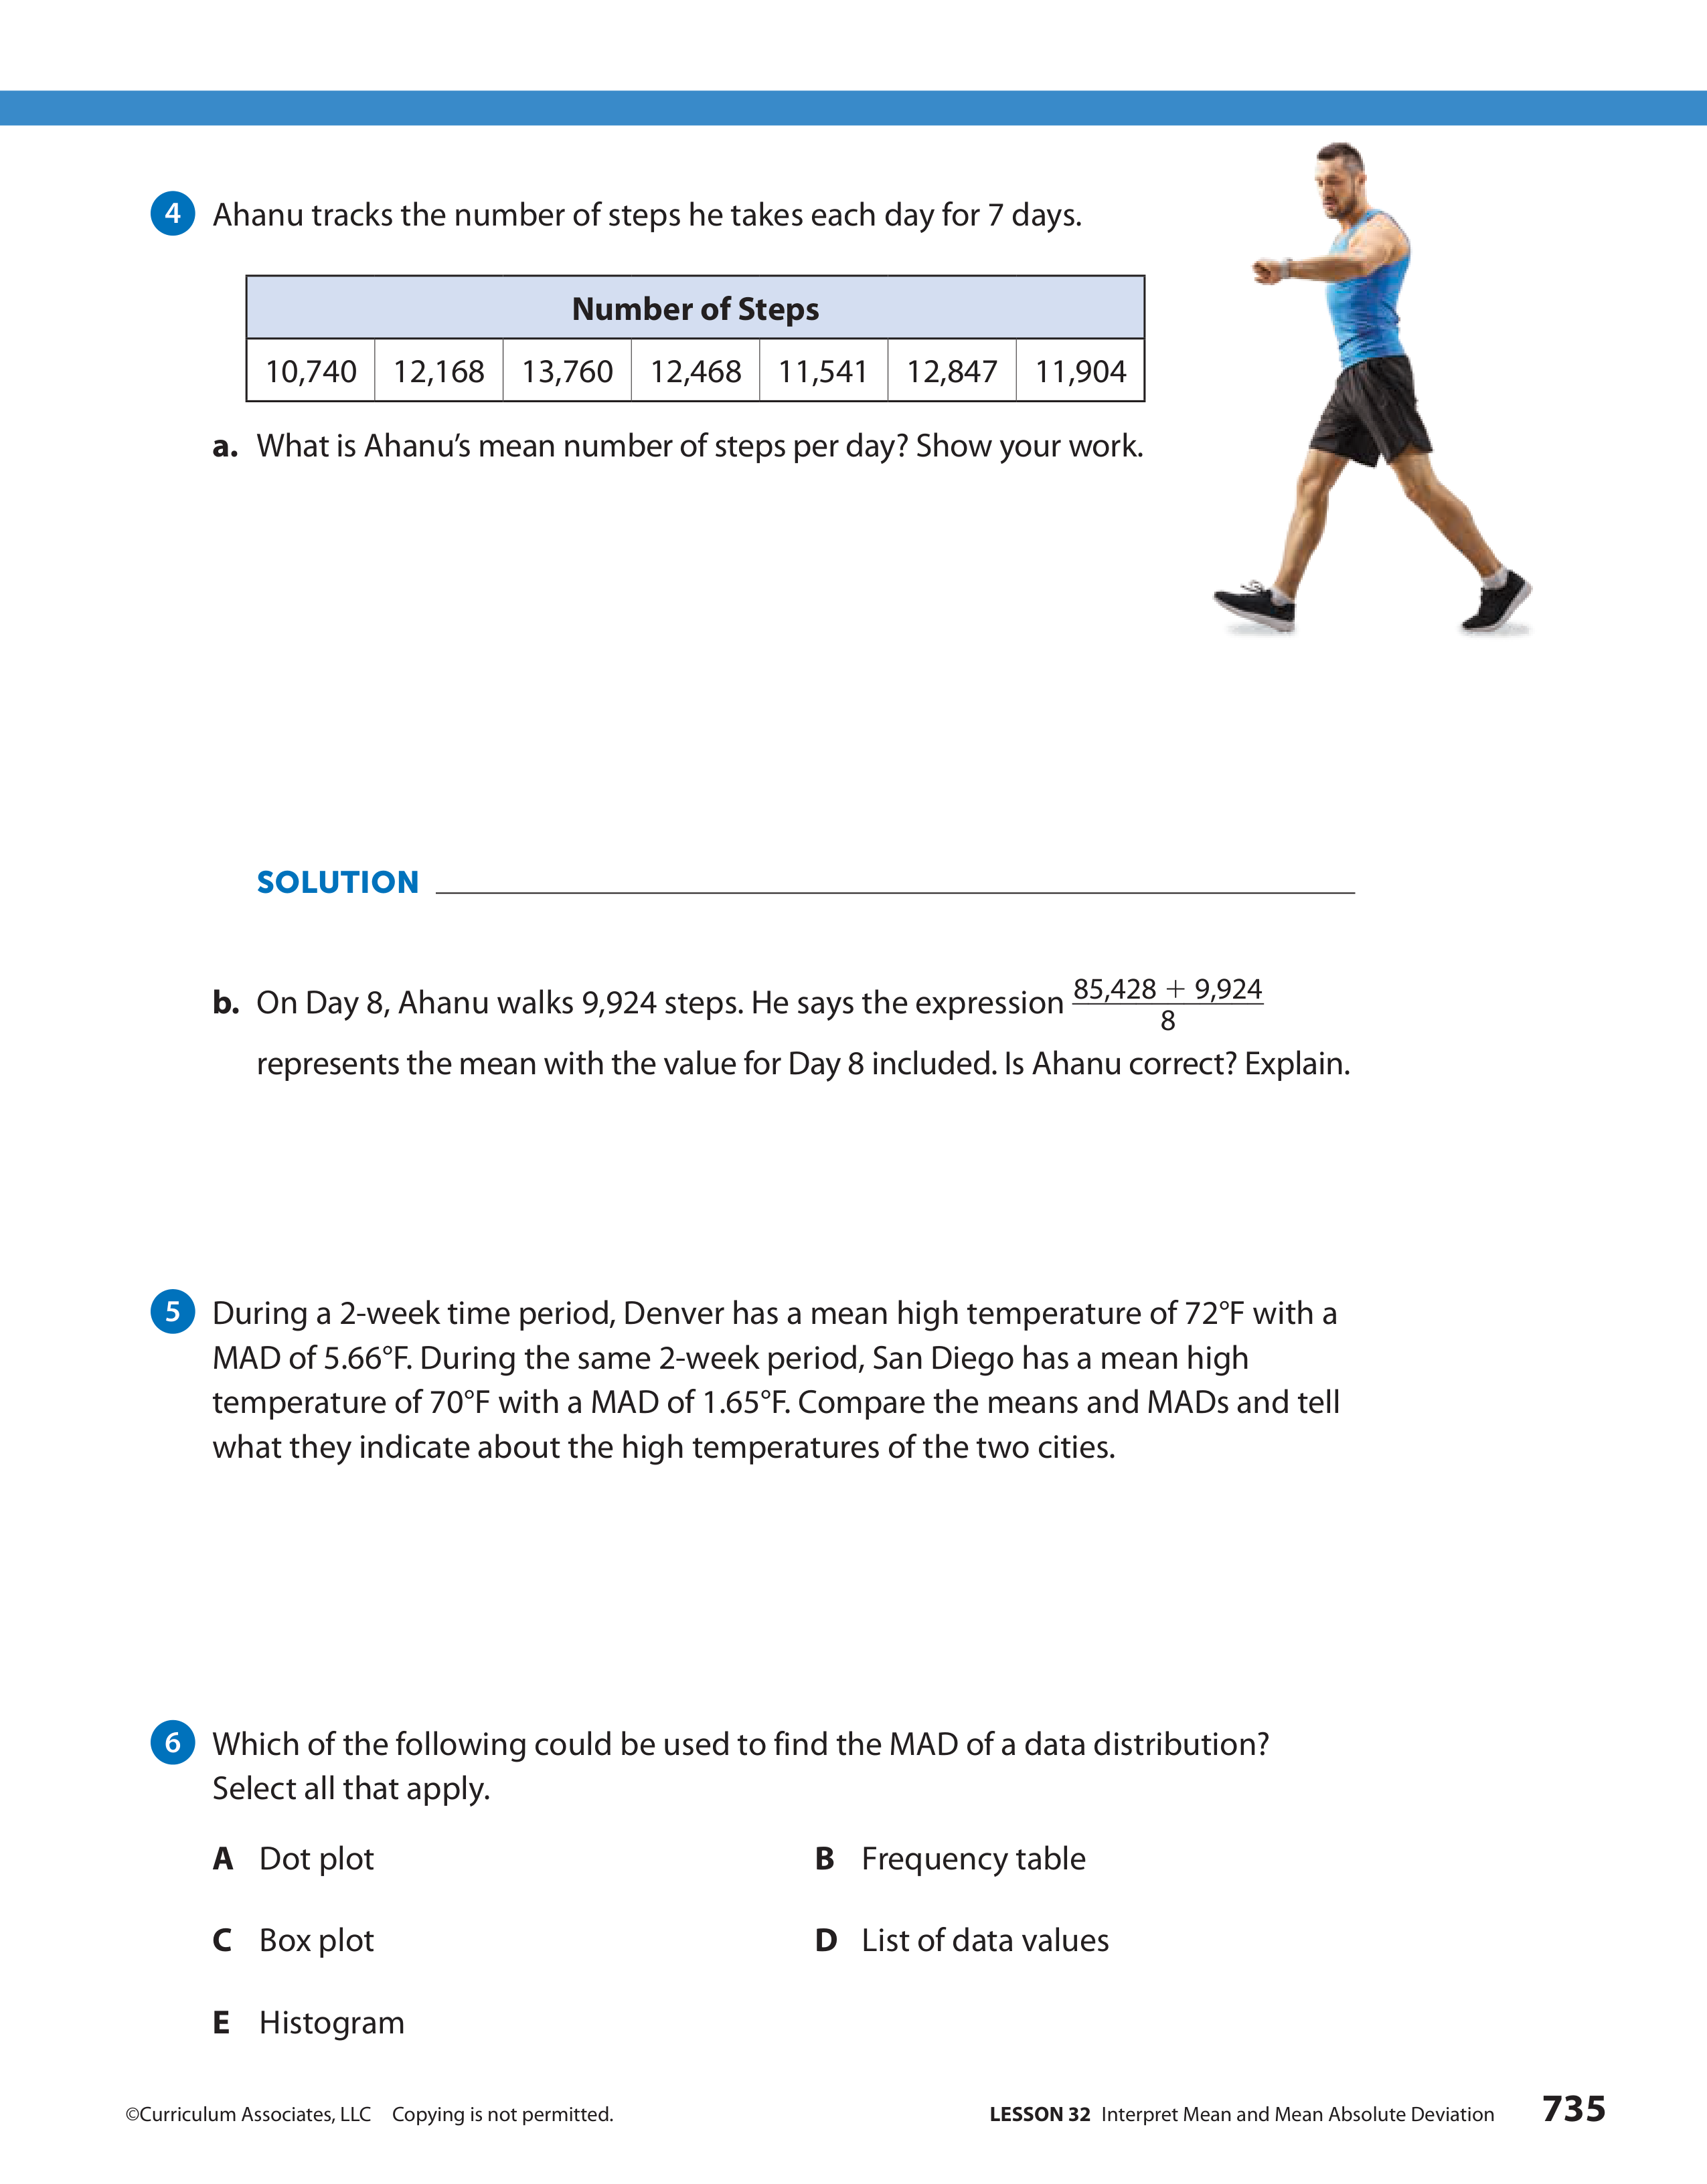 4 Ahanu tracks the number of steps he takes each day for 7 days.
Number of Steps
10,740 12,168 13,760 12,468 11,541 12,847 11,904
a. What is Ahanu’s mean number of steps per day? Show your work.
SOLUTION
b. On Day 8, Ahanu walks 9,924 steps. He says the expression 85,428 + 9,924
8
represents the mean with the value for Day 8 included. Is Ahanu correct? Explain.
5 During a 2-week time period, Denver has a mean high temperature of 72°F with a
MAD of 5.66°F. During the same 2-week period, San Diego has a mean high
temperature of 70°F with a MAD of 1.65°F. Compare the means and MADs and tell
what they indicate about the high temperatures of the two cities.
6 Which of the following could be used to find the MAD of a data distribution?
Select all that apply.
A Dot plot
B Frequency table
C Box plot
D List of data values
E Histogram
©Curriculum Associates, LLC Copying is not permitted.
LESSON 32 Interpret Mean and Mean Absolute Deviation 735